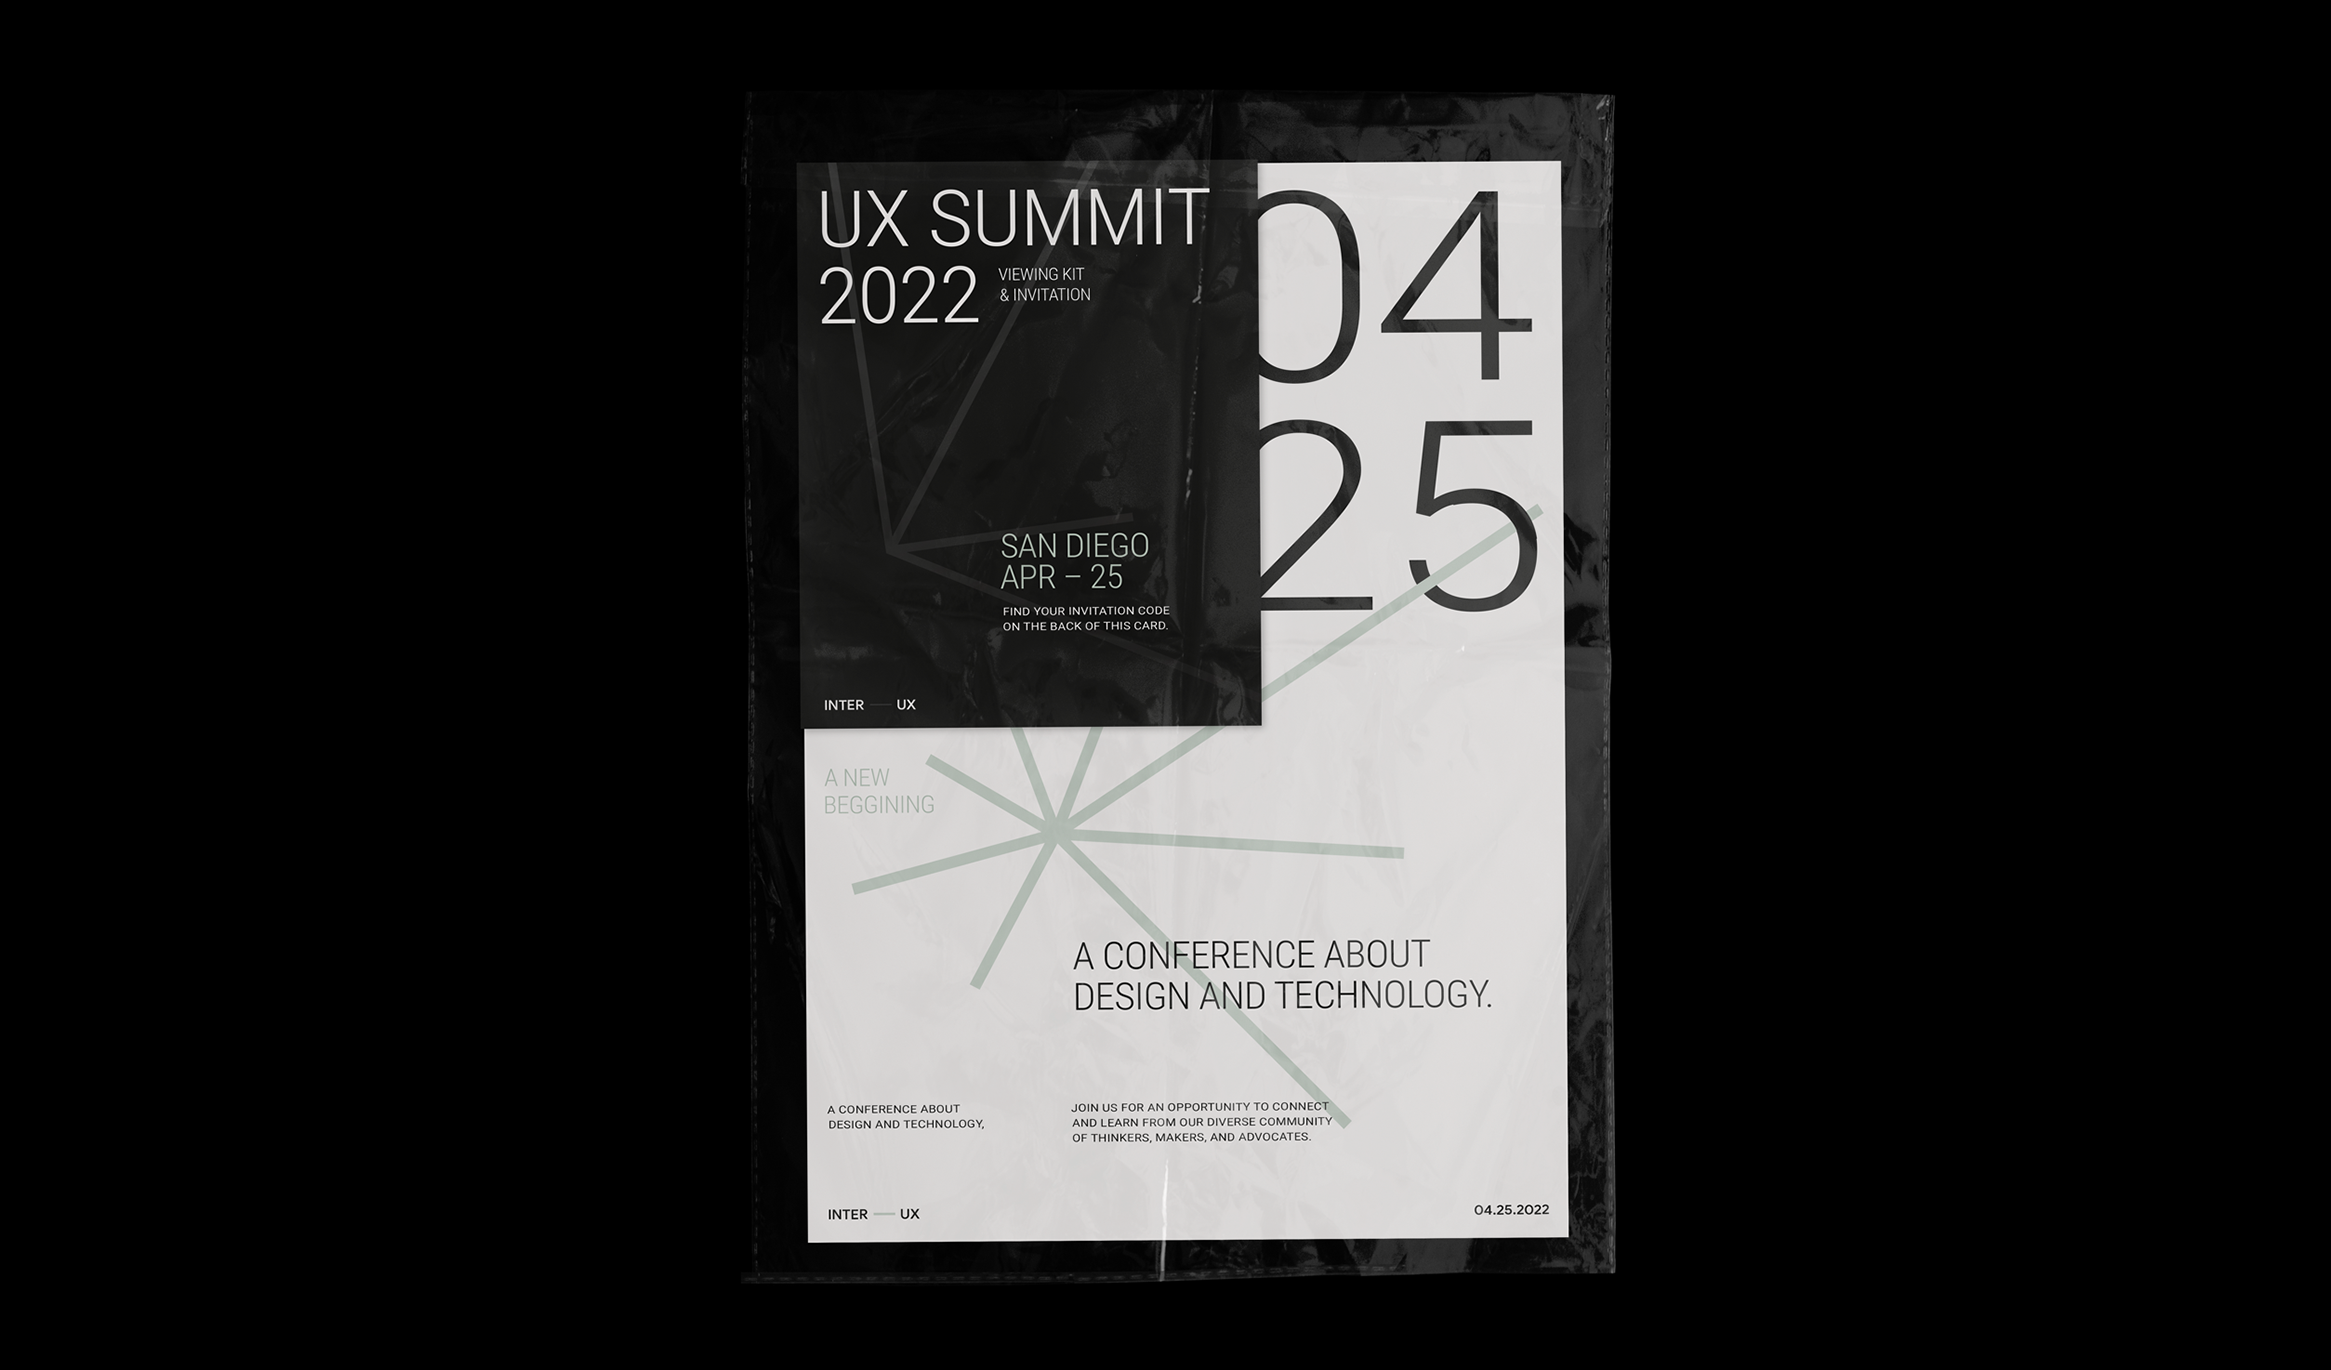 UX SUMMIT
2022
VIEWING KIT
& INVITATION
SAN DIEGO
APR – 25
FIND YOUR INVITATION CODE
ON THE BACK OF THIS CARD.
INTER — UX
04
25
A NEW
BEGGINING
A CONFERENCE ABOUT
DESIGN AND TECHNOLOGY.
A CONFERENCE ABOUT
DESIGN AND TECHNOLOGY,
JOIN US FOR AN OPPORTUNITY TO CONNECT
AND LEARN FROM OUR DIVERSE COMMUNITY
OF THINKERS, MAKERS, AND ADVOCATES.
INTER — UX
04.25.2022